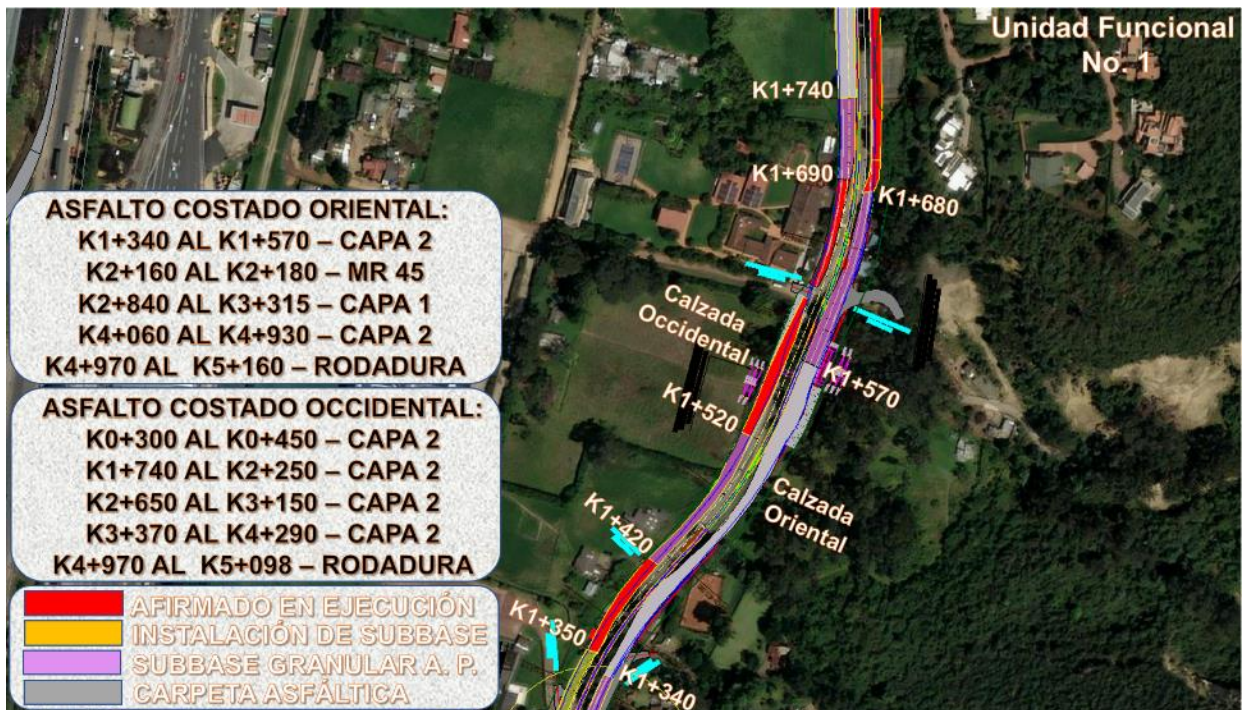 Unidad Funcional
No. 1
K1+740
K1+690
K1+680
ASFALTO COSTADO ORIENTAL:
K1+340 AL K1+570 – CAPA 2
K2+160 AL K2+180 – MR 45
K2+840 AL K3+315 – CAPA 1
K4+060 AL K4+930 – CAPA 2
K4+970 AL K5+160 – RODADURA
Calzada
Occidental
K1+570
K1+520
ASFALTO COSTADO OCCIDENTAL:
K0+300 AL K0+450 – CAPA 2
K1+740 AL K2+250 – CAPA 2
K2+650 AL K3+150 – CAPA 2
K3+370 AL K4+290 – CAPA 2
K4+970 AL K5+098 – RODADURA
Calzada
Oriental
K1+420
K1+350
K1+340
AFIRMADO EN EJECUCIÓN
INSTALACIÓN DE SUBBASE
SUBBASE GRANULAR A. P.
CARPETA ASFÁLTICA